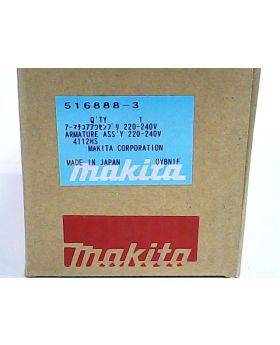 516888-3
Q'TY 1
アーマチュアアッセンブリ 220-240V
ARMATURE ASS'Y 220-240V
4112HS
MAKITA CORPORATION
MADE IN JAPAN OYBN1F
makita
makita